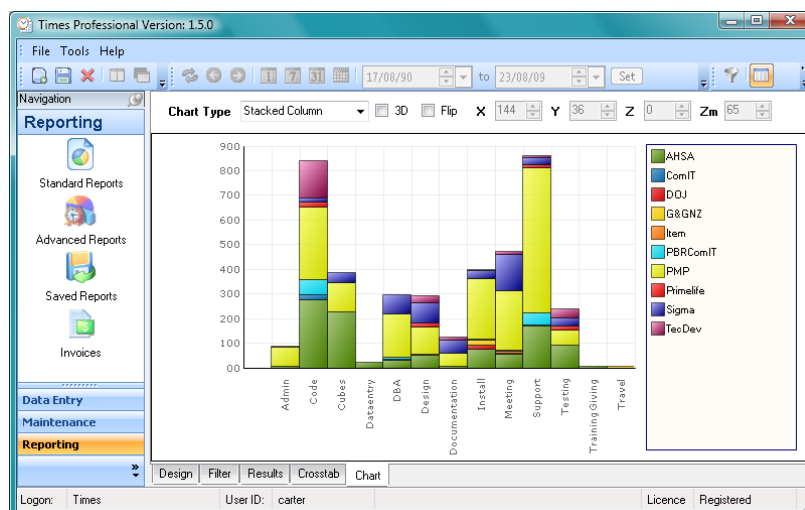 Times Professional Version: 1.5.0
File Tools Help
1 7 31 17/08/90 to 23/08/09 Set
Navigation
Reporting
Standard Reports
Advanced Reports
Saved Reports
Invoices
Data Entry
Maintenance
Reporting
»
Chart Type Stacked Column 3D Flip X 144 Y 36 Z 0 Zm 65
900
800
700
600
500
400
300
200
100
00
Admin
Code
Cubes
Dataentry
DBA
Design
Documentation
Install
Meeting
Support
Testing
TrainingGiving
Travel
AHSA
ComIT
DOJ
G&GNZ
Item
PBRComIT
PMP
Primelife
Sigma
TecDev
Design Filter Results Crosstab Chart
Logon: Times User ID: carter Licence Registered